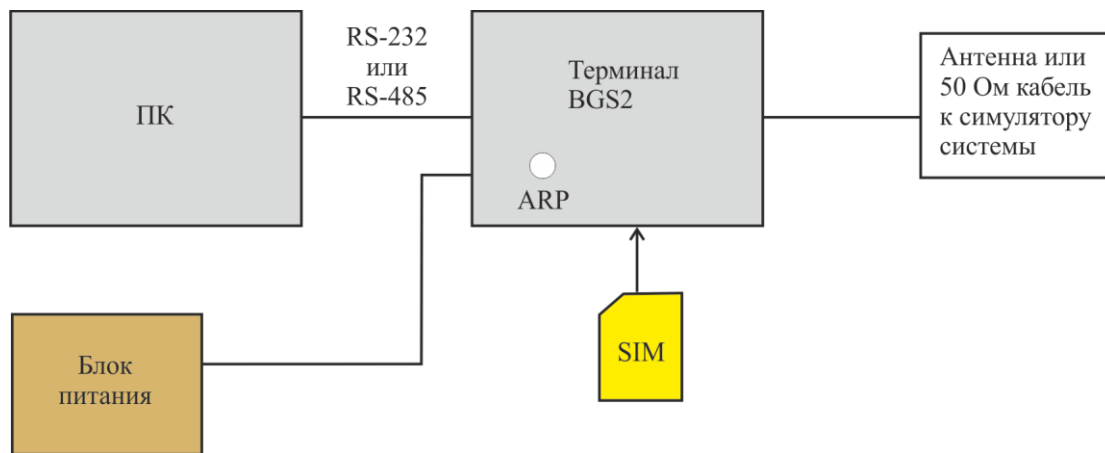 ПК
RS-232
или
RS-485
Терминал
BGS2
ARP
Антенна или
50 Ом кабель
к симулятору
системы
Блок
питания
SIM